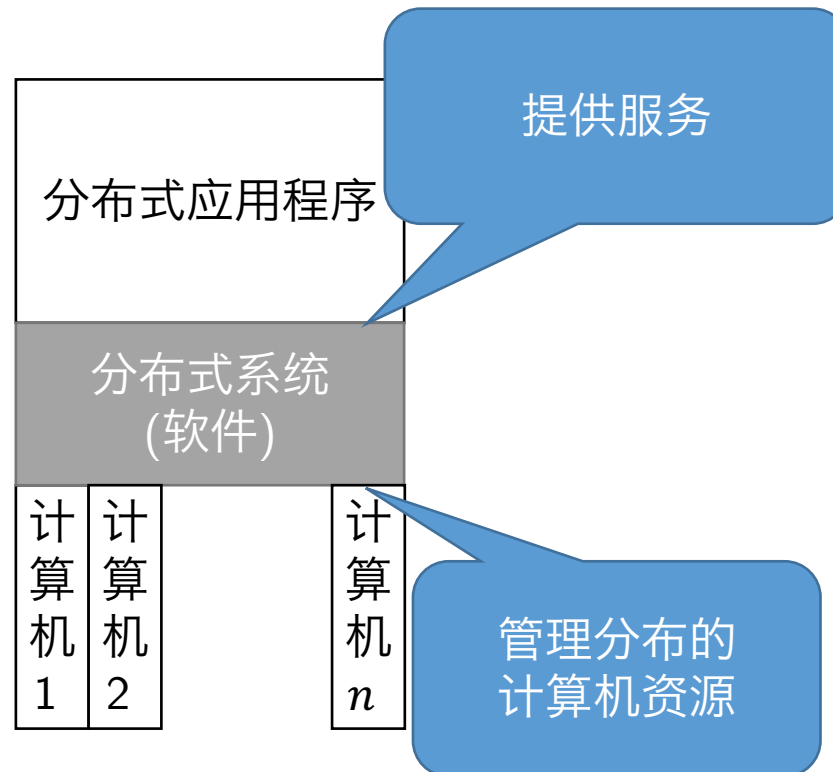 提供服务
分布式应用程序
分布式系统
(软件)
计算机1
计算机2
计算机n
管理分布的
计算机资源